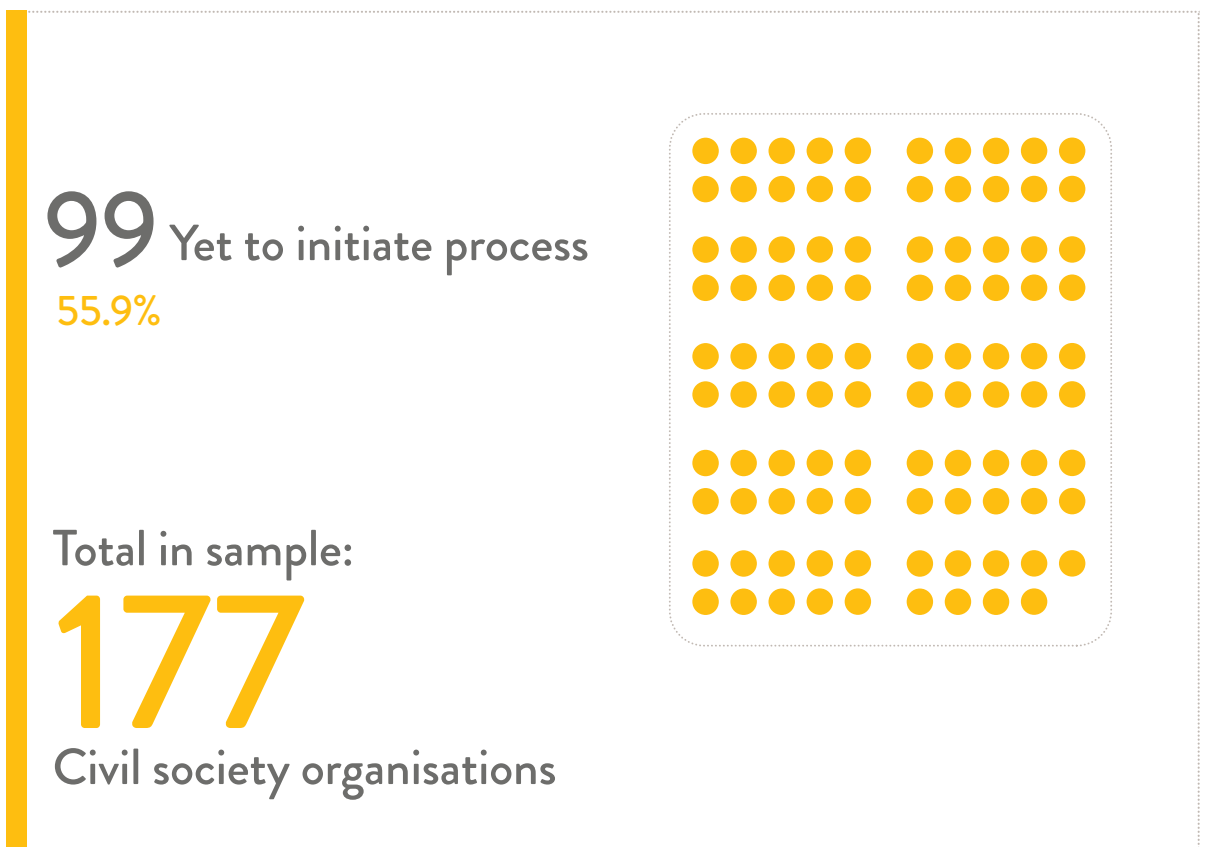 99 Yet to initiate process
55.9%
Total in sample:
177
Civil society organisations